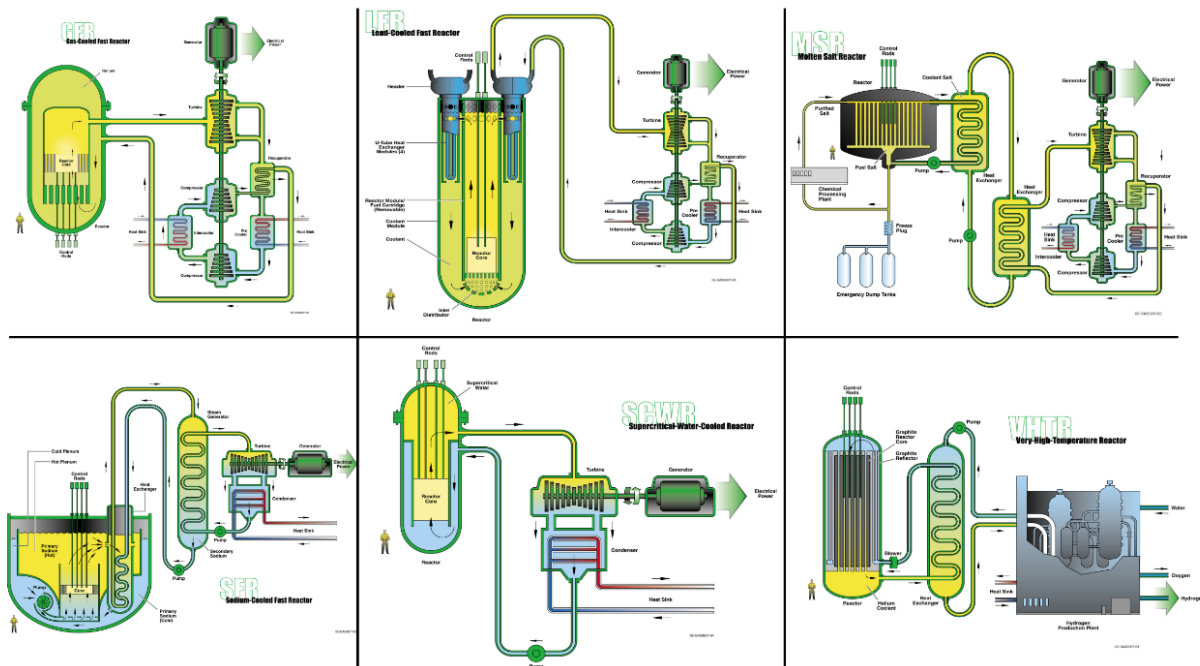 GFR
Gas-Cooled Fast Reactor
Generator
Electrical
Power
Helium
Turbine
Reactor
Core
Recuperator
Compressor
Heat
Sink
Intercooler
Pre
Cooler
Heat
Sink
Reactor
Control
Rods
Compressor
LFR
Lead-Cooled Fast Reactor
Control
Rods
Header
Generator
Electrical
Power
U-Tube Heat
Exchanger
Modules (4)
Turbine
Recuperator
Compressor
Reactor Module/
Fuel Cartridge
(Removable)
Heat Sink
Pre
Cooler
Heat Sink
Intercooler
Coolant
Module
Compressor
Coolant
Reactor
Core
Inlet
Distributor
Reactor
MSR
Molten Salt Reactor
Control
Rods
Reactor
Coolant Salt
Generator
Electrical
Power
Purified
Salt
Turbine
Fuel Salt
Pump
Heat
Exchanger
Chemical
Processing
Plant
Heat
Exchanger
Recuperator
Compressor
Freeze
Plug
Pump
Heat
Sink
Pre
Cooler
Heat Sink
Intercooler
Compressor
Emergency Dump Tanks
Steam
Generator
Turbine
Generator
Electrical
Power
Cold Plenum
Hot Plenum
Control
Rods
Heat
Exchanger
Condenser
Primary
Sodium
(Hot)
Pump
Heat Sink
Secondary
Sodium
Pump
Core
Pump
Primary
Sodium
(Cold)
SFR
Sodium-Cooled Fast Reactor
Control
Rods
Supercritical
Water
SCWR
Supercritical-Water-Cooled Reactor
Turbine
Generator
Electrical
Power
Reactor
Core
Condenser
Reactor
Heat Sink
Pump
Control
Rods
Pump
VHTR
Very-High-Temperature Reactor
Graphite
Reactor
Core
Graphite
Reflector
Water
Blower
Oxygen
Reactor
Helium
Coolant
Heat
Exchanger
Heat Sink
Hydrogen
Hydrogen
Production Plant